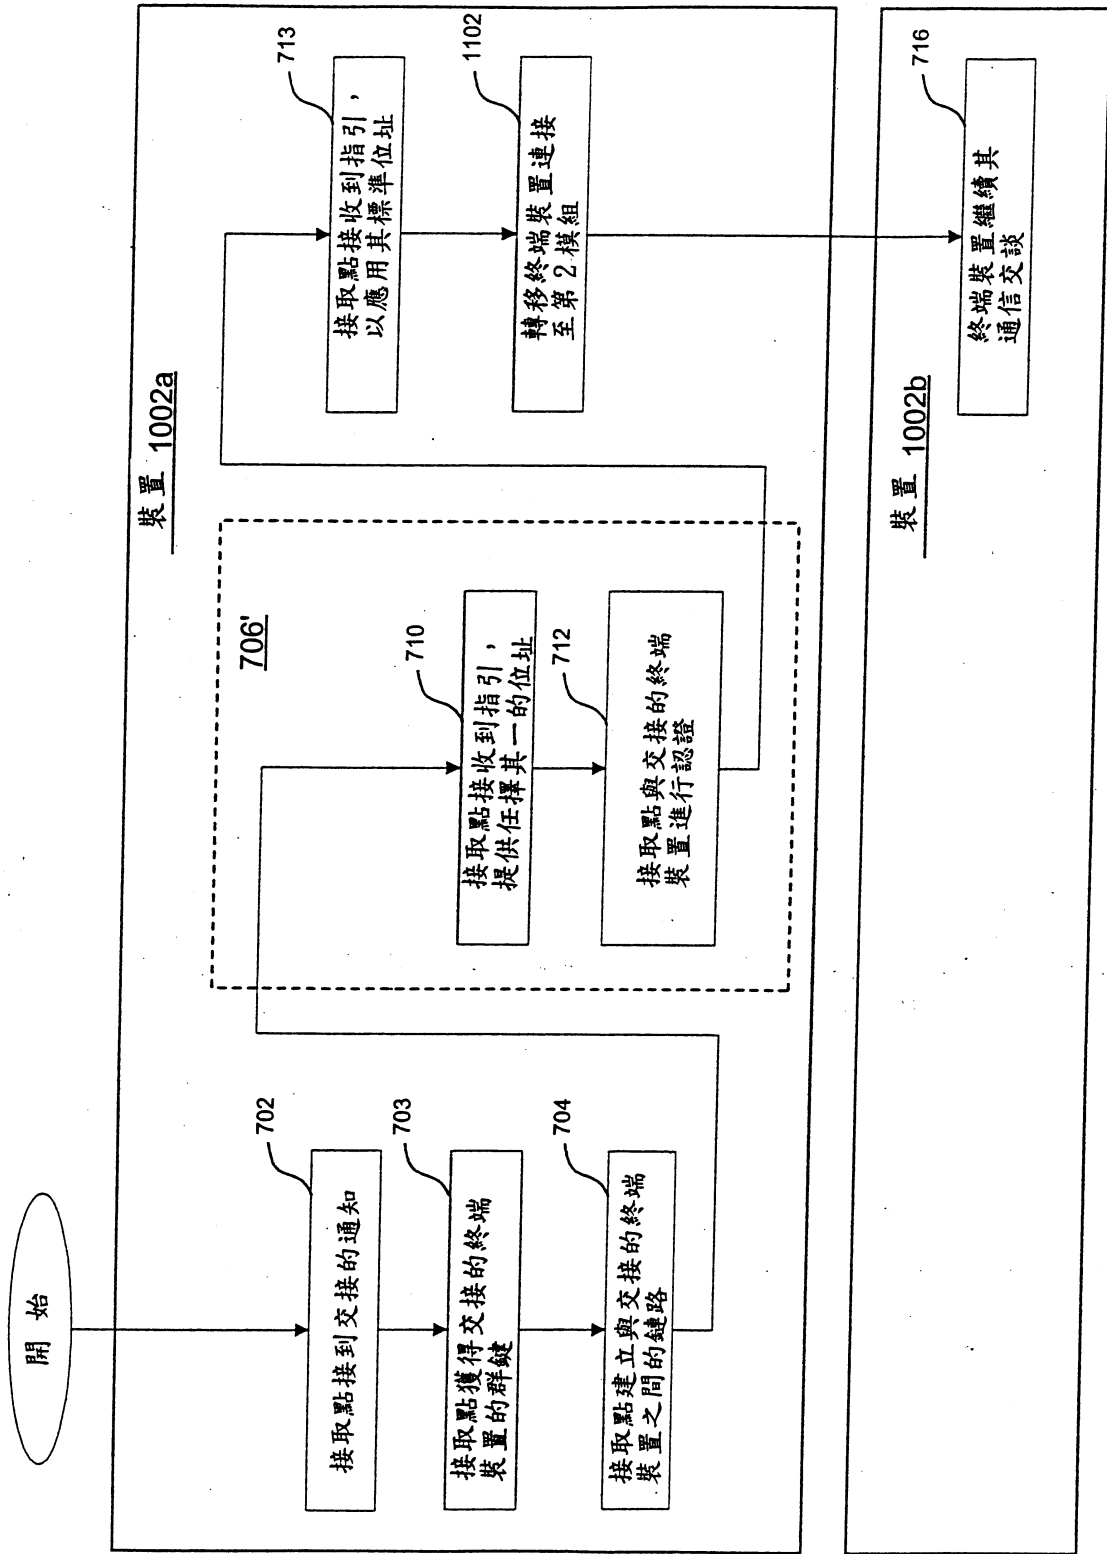 開始
裝置 1002a
702
接取點接到交接的通知
703
接取點獲得交接的終端
裝置的群鍵
704
接取點建立與交接的終端
裝置之間的鏈路
706'
710
接取點接收到指引，
提供任擇其一的位址
712
接取點與交接的終端
裝置進行認證
713
接取點接收到指引，
以應用其標準位址
1102
轉移終端裝置連接
至第2模組
裝置 1002b
716
終端裝置繼續其
通信交談